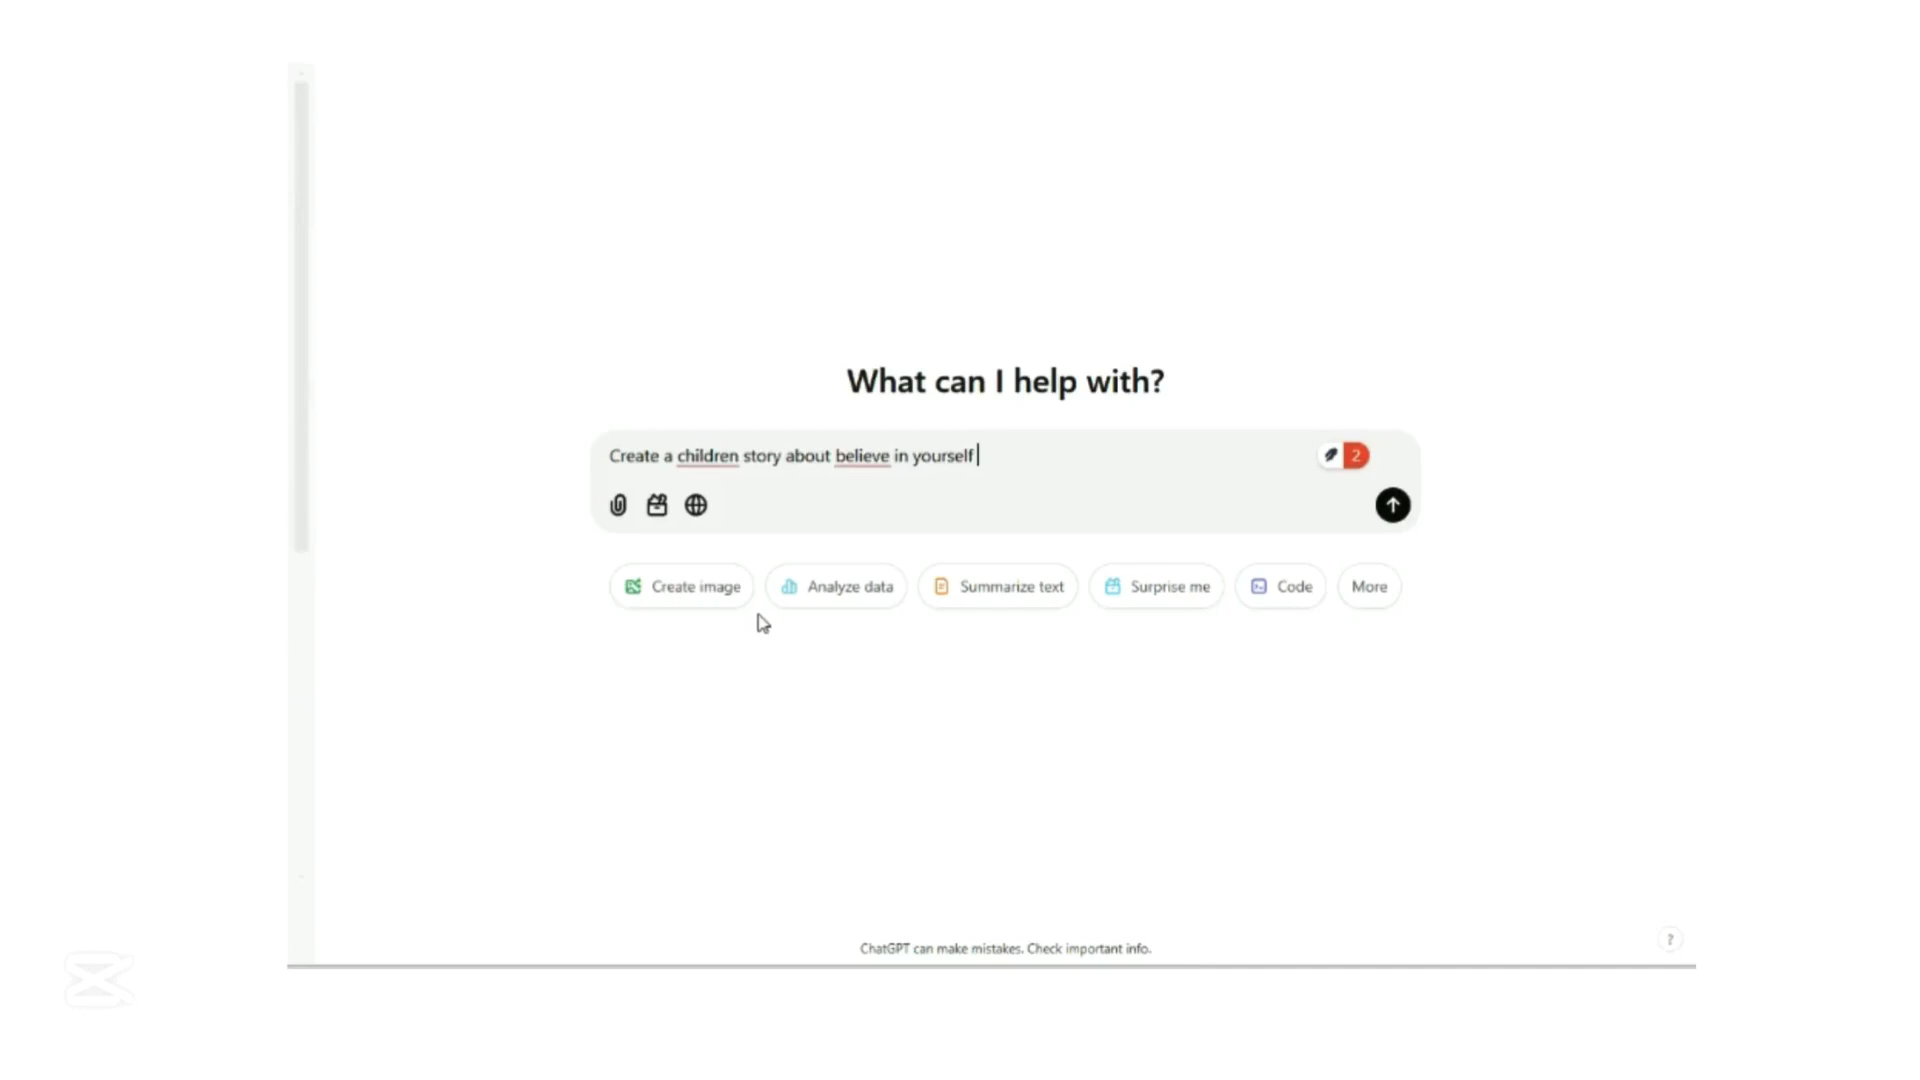 What can I help with?
Create a children story about believe in yourself
2
Create image
Analyze data
Summarize text
Surprise me
Code
More
ChatGPT can make mistakes. Check important info.
?